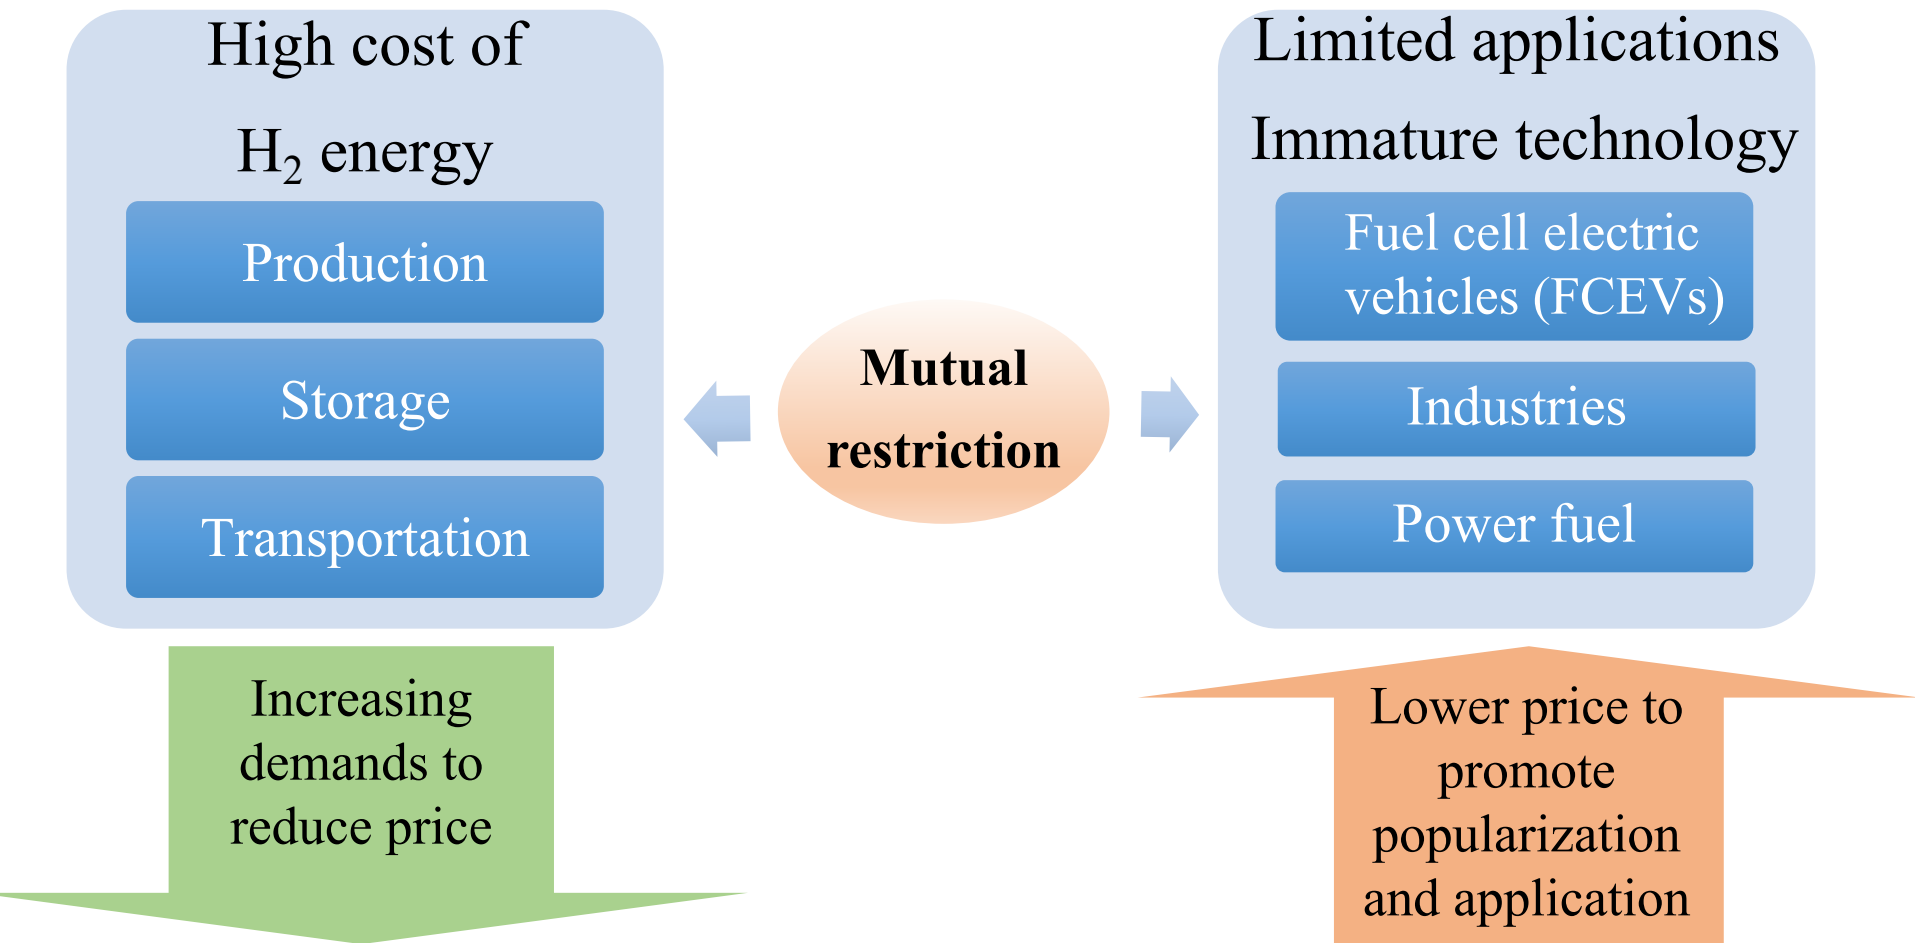 High cost of
H₂ energy
Production
Storage
Transportation
Increasing
demands to
reduce price
Mutual
restriction
Limited applications
Immature technology
Fuel cell electric
vehicles (FCEVs)
Industries
Power fuel
Lower price to
promote
popularization
and application